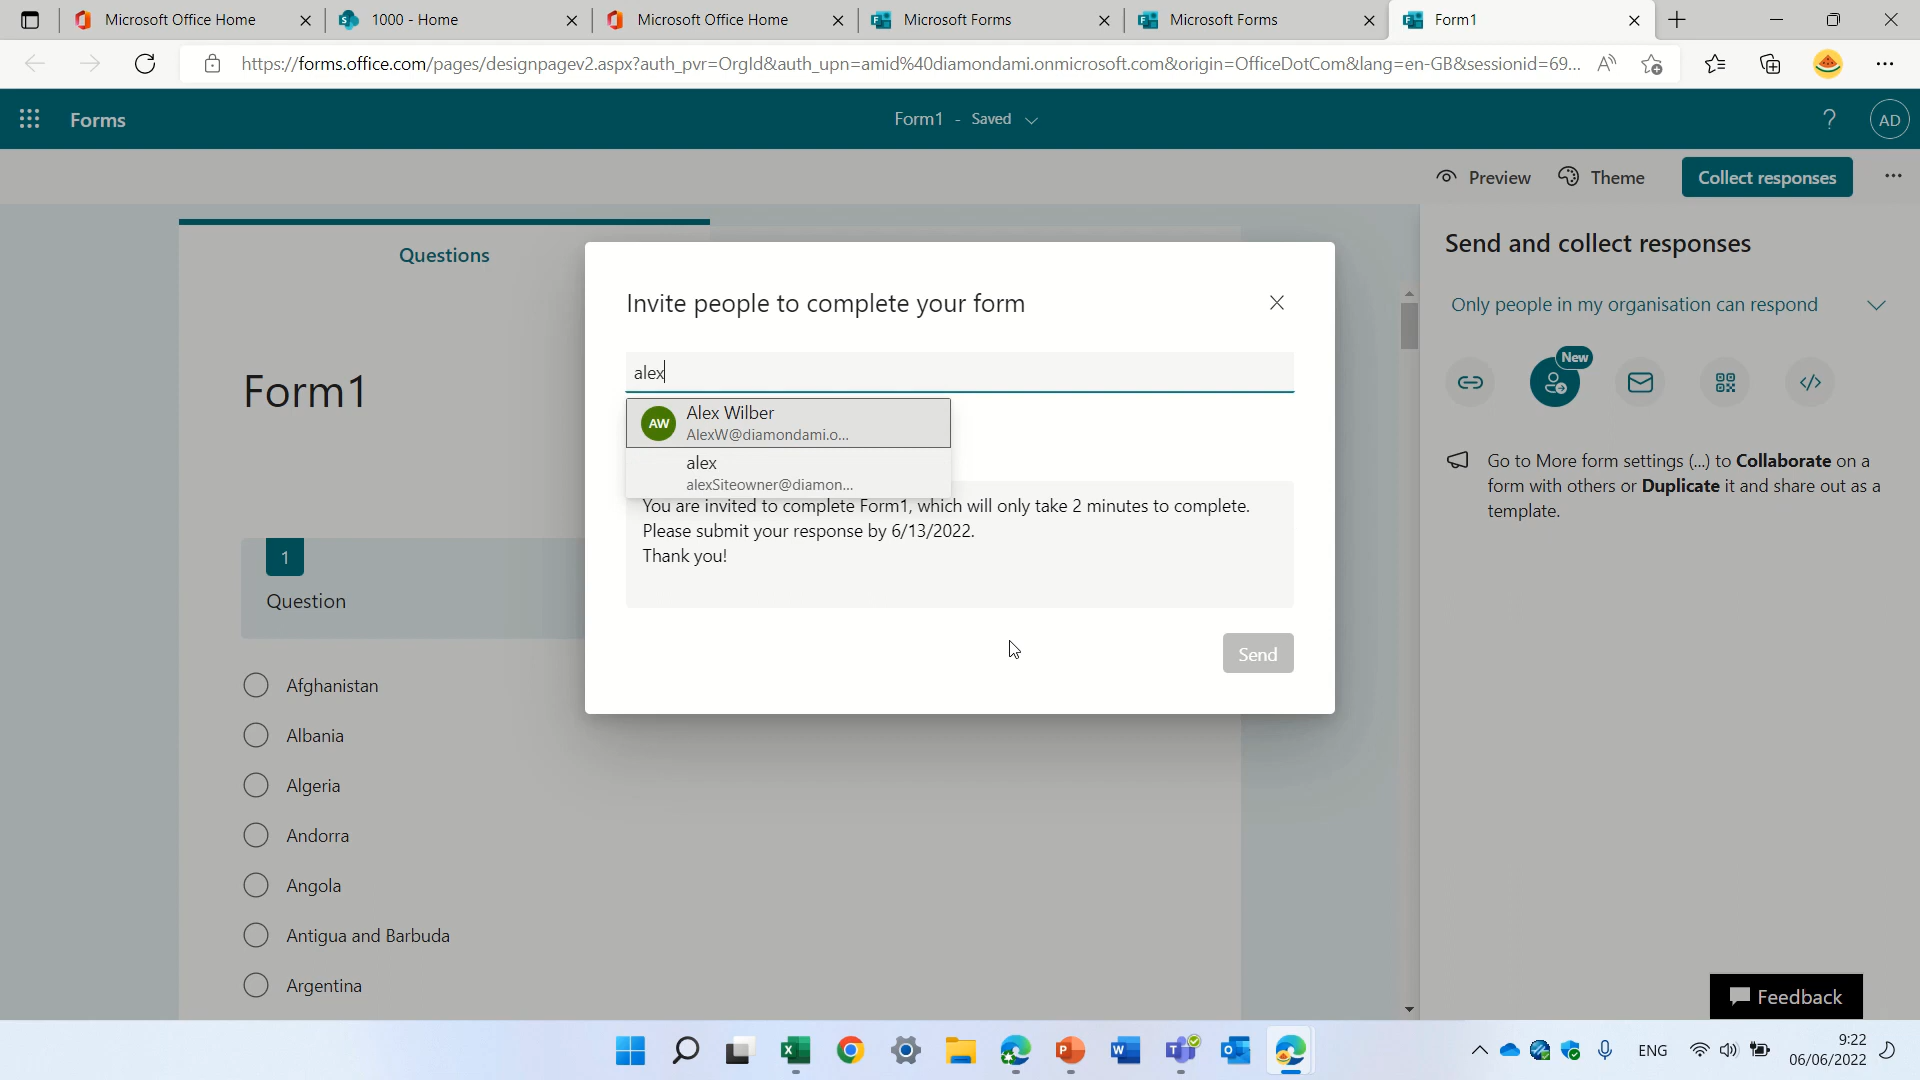 Microsoft Office Home
1000 - Home
Microsoft Office Home
Microsoft Forms
Microsoft Forms
Form1
https://forms.office.com/pages/designpagev2.aspx?auth_pvr=OrgId&auth_upn=amid%40diamondami.onmicrosoft.com&origin=OfficeDotCom&lang=en-GB&sessionid=69...
Forms
Form1 - Saved
?
AD
Preview
Theme
Collect responses
Questions
Form1
1
Question
Afghanistan
Albania
Algeria
Andorra
Angola
Antigua and Barbuda
Argentina
Invite people to complete your form
alex
AW
Alex Wilber
AlexW@diamondami.o...
alex
alexSiteowner@diamon...
You are invited to complete Form1, which will only take 2 minutes to complete.
Please submit your response by 6/13/2022.
Thank you!
Send
Send and collect responses
Only people in my organisation can respond
New
Go to More form settings (...) to Collaborate on a
form with others or Duplicate it and share out as a
template.
Feedback
ENG
9:22
06/06/2022